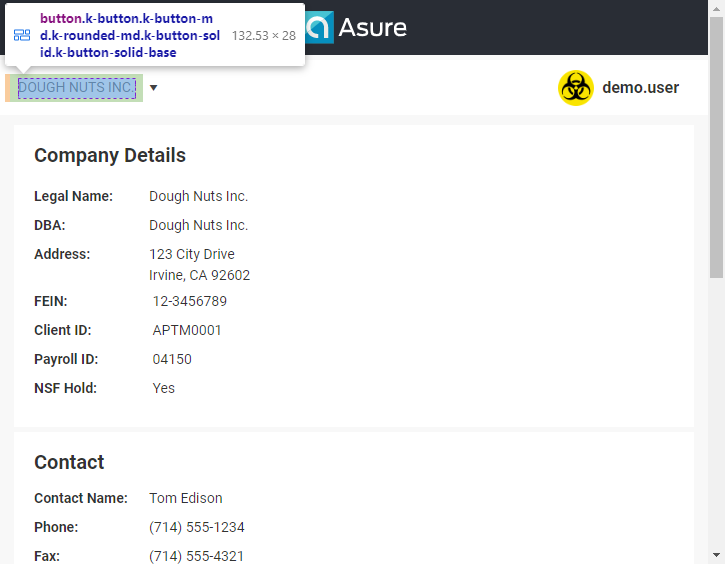 button.k-button.k-button-m
d.k-rounded-md.k-button-sol
id.k-button-solid-base
132.53 × 28
Asure
DOUGH NUTS INC.
demo.user
Company Details
Legal Name: Dough Nuts Inc.
DBA: Dough Nuts Inc.
Address: 123 City Drive
Irvine, CA 92602
FEIN: 12-3456789
Client ID: APTM0001
Payroll ID: 04150
NSF Hold: Yes
Contact
Contact Name: Tom Edison
Phone: (714) 555-1234
Fax: (714) 555-4321